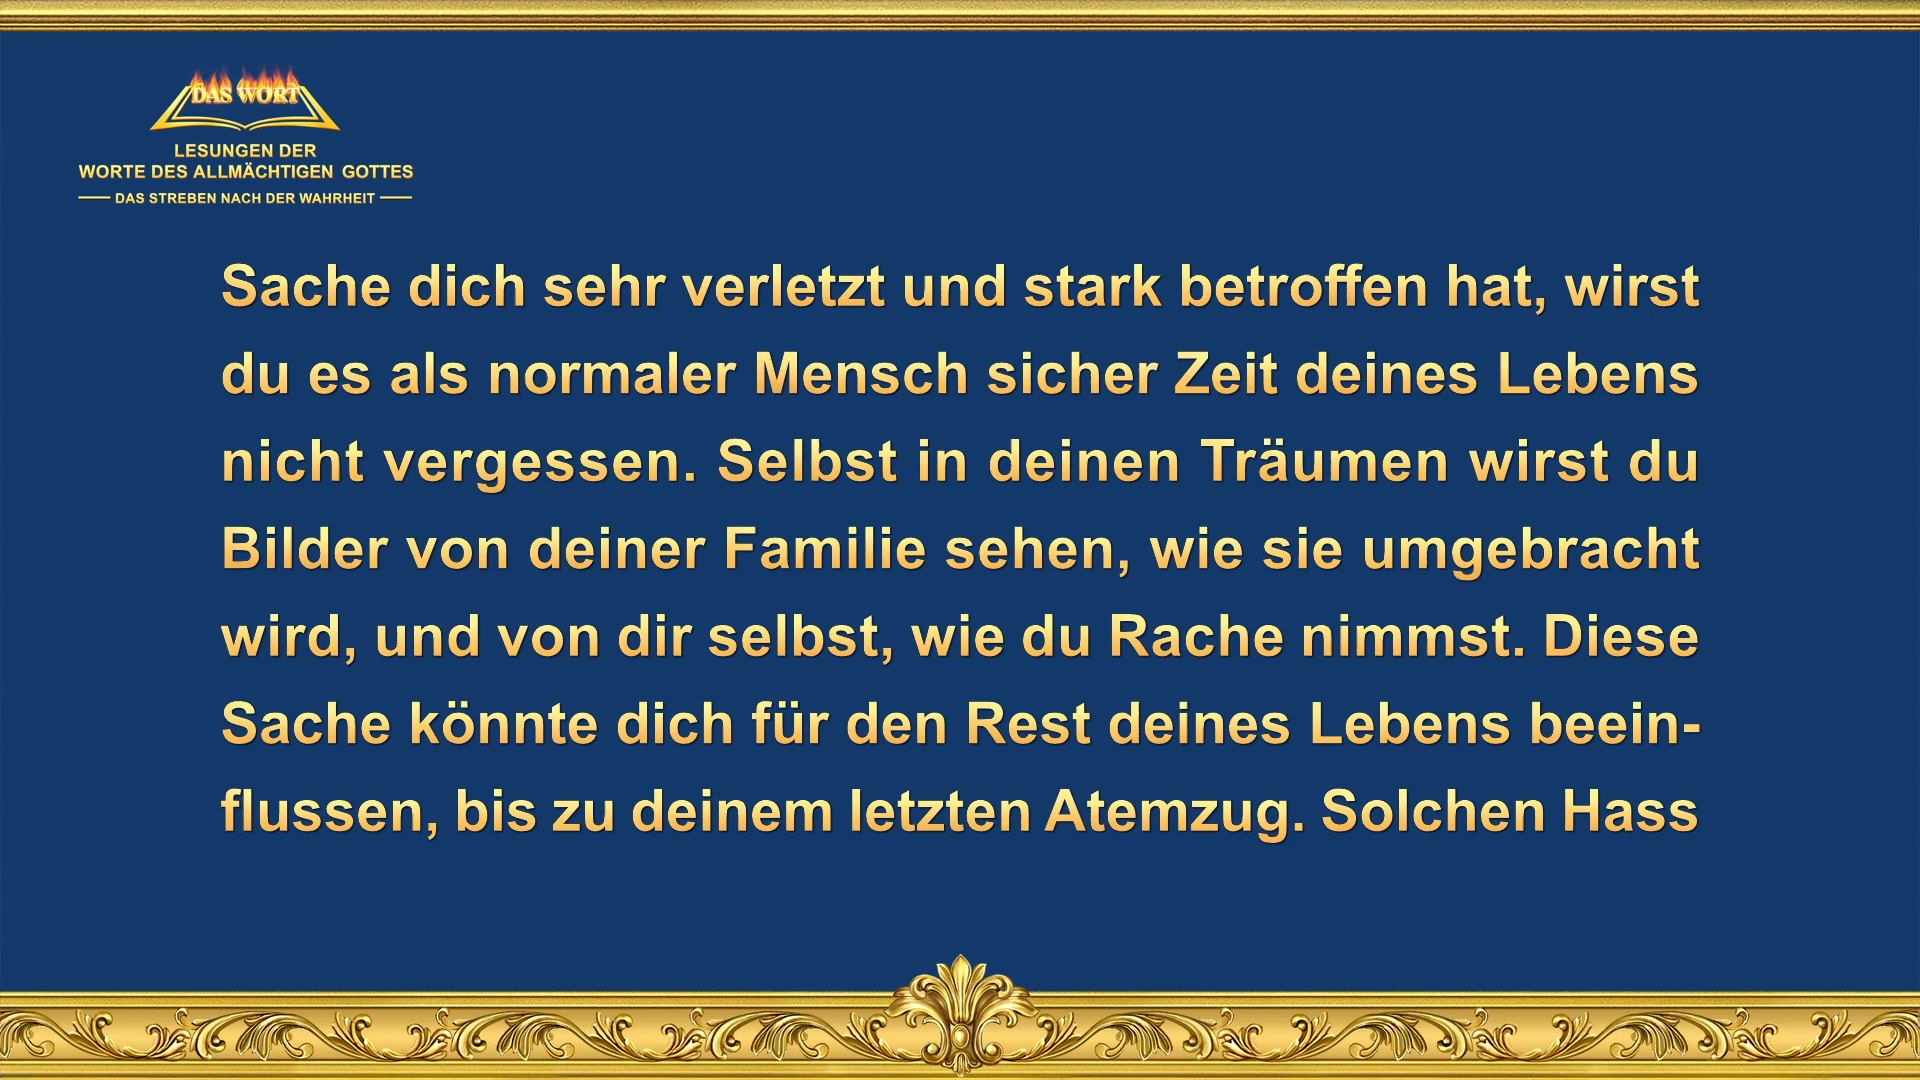 DAS WORT
LESUNGEN DER
WORTE DES ALLMÄCHTIGEN GOTTES
DAS STREBEN NACH DER WAHRHEIT
Sache dich sehr verletzt und stark betroffen hat, wirst
du es als normaler Mensch sicher Zeit deines Lebens
nicht vergessen. Selbst in deinen Träumen wirst du
Bilder von deiner Familie sehen, wie sie umgebracht
wird, und von dir selbst, wie du Rache nimmst. Diese
Sache könnte dich für den Rest deines Lebens beein-
flussen, bis zu deinem letzten Atemzug. Solchen Hass